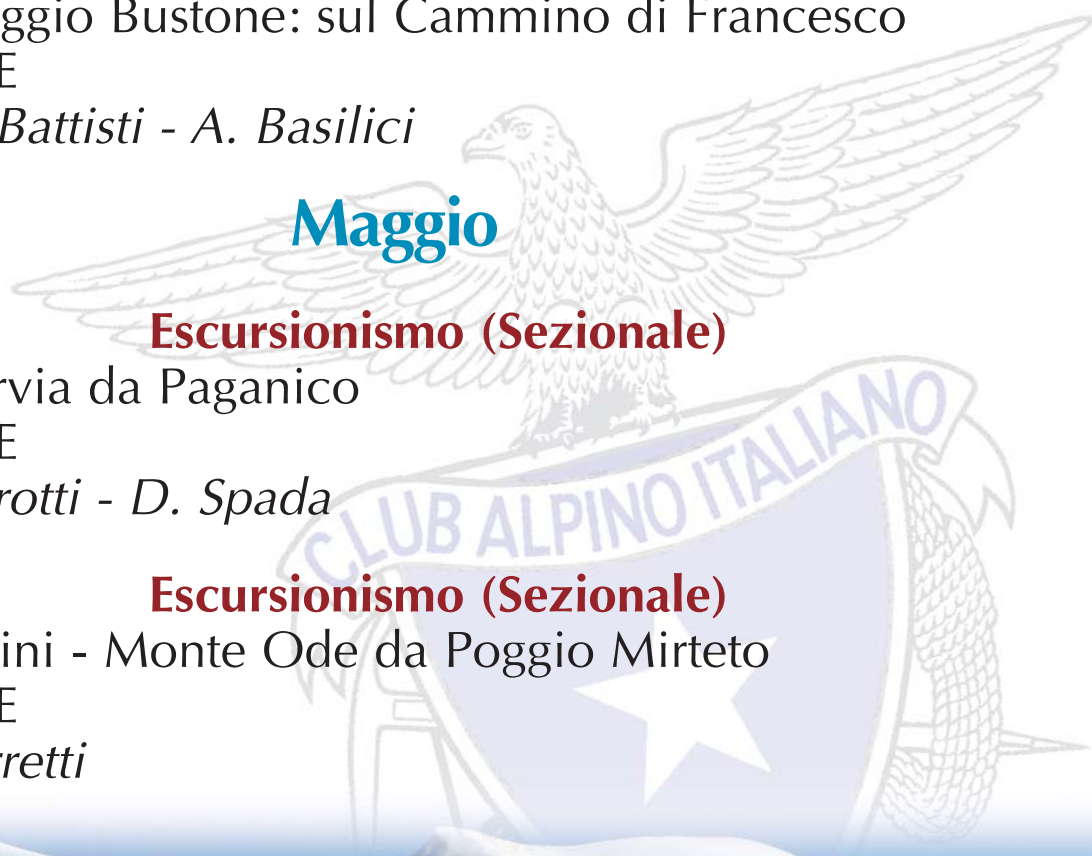 ggio Bustone: sul Cammino di Francesco
E
Battisti - A. Basilici
Maggio
Escursionismo (Sezionale)
rvia da Paganico
E
rotti - D. Spada
CLUB ALPINO ITALIANO
Escursionismo (Sezionale)
ini - Monte Ode da Poggio Mirteto
E
rretti